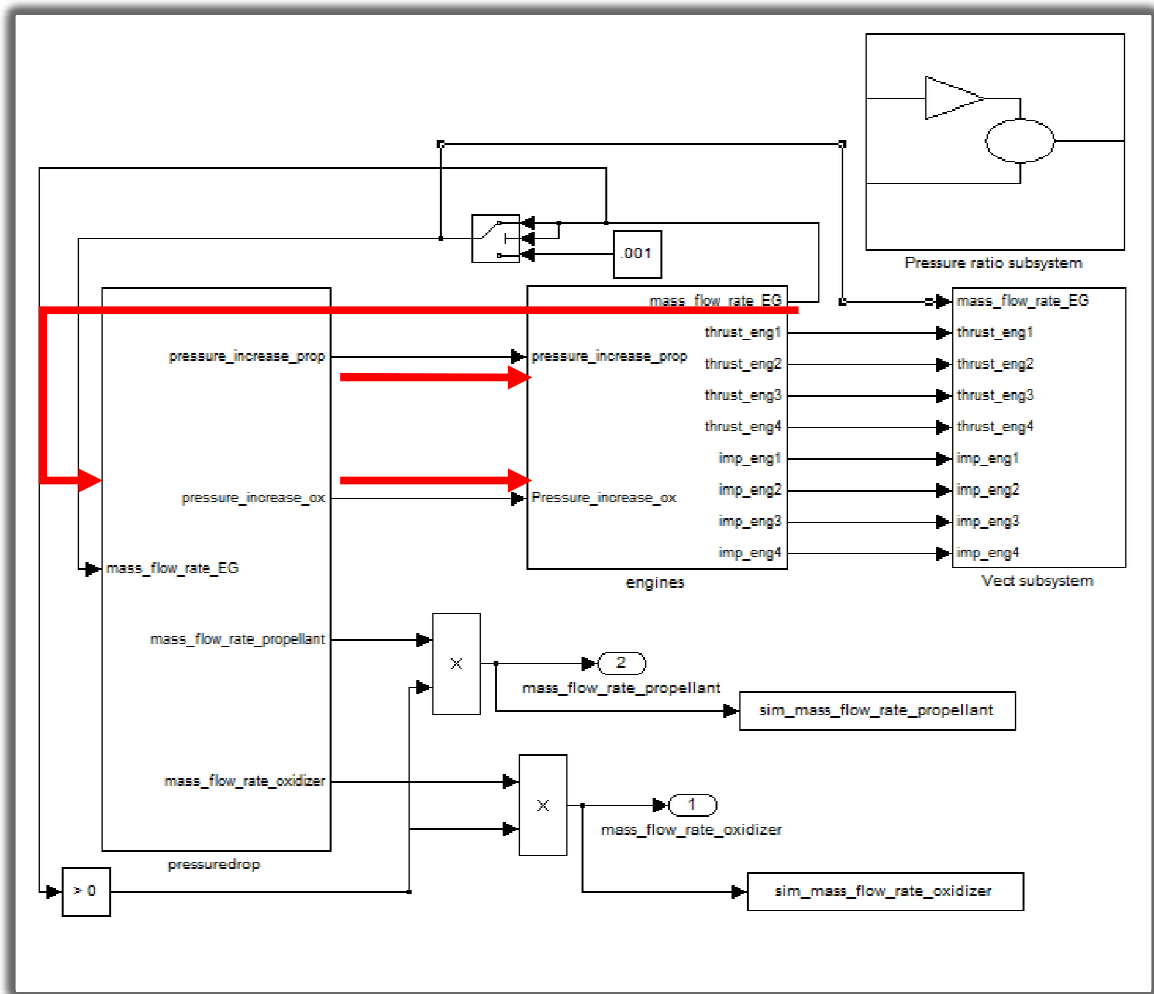 Pressure ratio subsystem
.001
pressure_increase_prop
pressure_increase_ox
mass_flow_rate_EG
mass_flow_rate_propellant
mass_flow_rate_oxidizer
pressuredrop
mass_flow_rate_EG
thrust_eng1
pressure_increase_prop
thrust_eng2
thrust_eng3
thrust_eng4
imp_eng1
imp_eng2
Pressure_increase_ox
imp_eng3
imp_eng4
engines
mass_flow_rate_EG
thrust_eng1
thrust_eng2
thrust_eng3
thrust_eng4
imp_eng1
imp_eng2
imp_eng3
imp_eng4
Vect subsystem
×
2
mass_flow_rate_propellant
sim_mass_flow_rate_propellant
×
1
mass_flow_rate_oxidizer
sim_mass_flow_rate_oxidizer
> 0